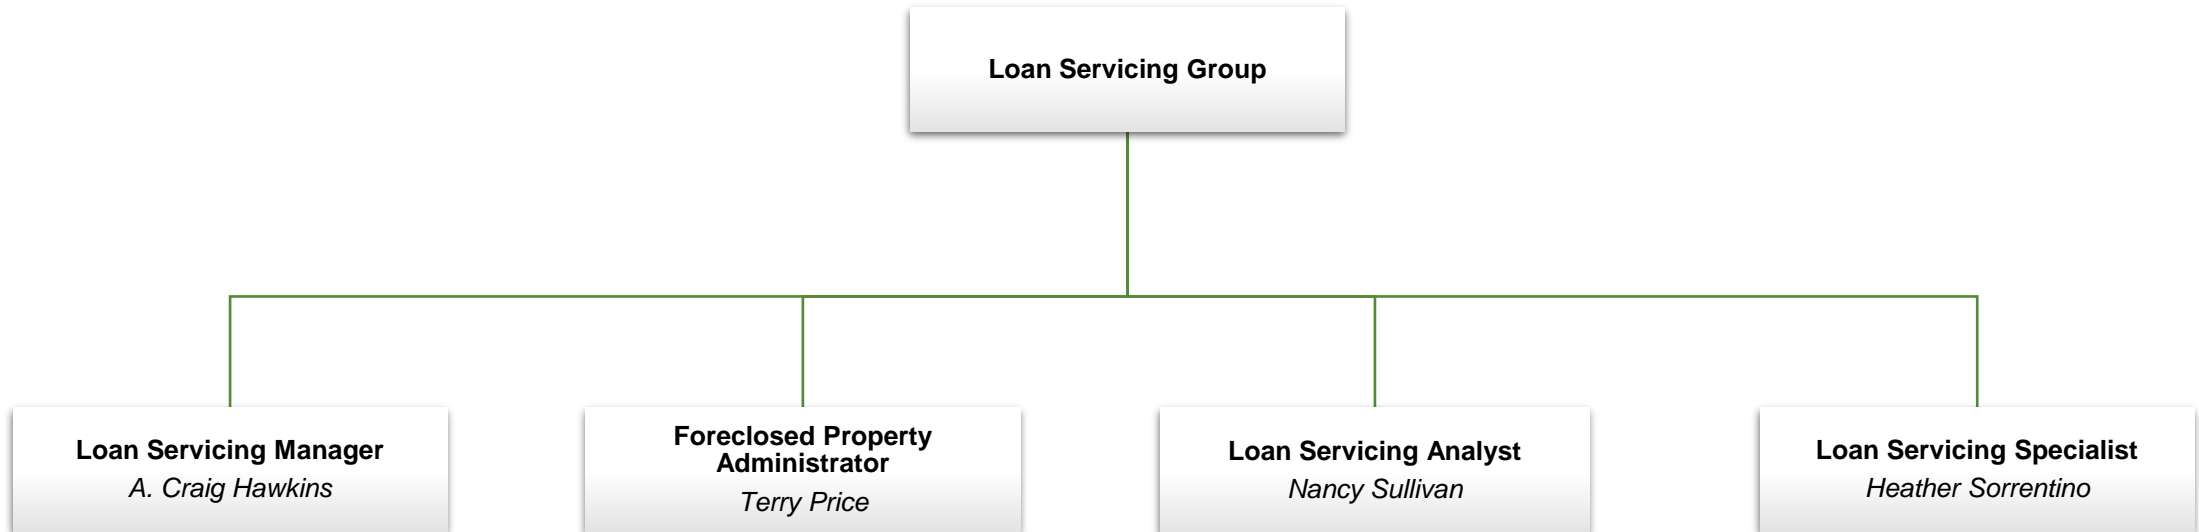 Loan Servicing Group
Loan Servicing Manager
A. Craig Hawkins
Foreclosed Property
Administrator
Terry Price
Loan Servicing Analyst
Nancy Sullivan
Loan Servicing Specialist
Heather Sorrentino